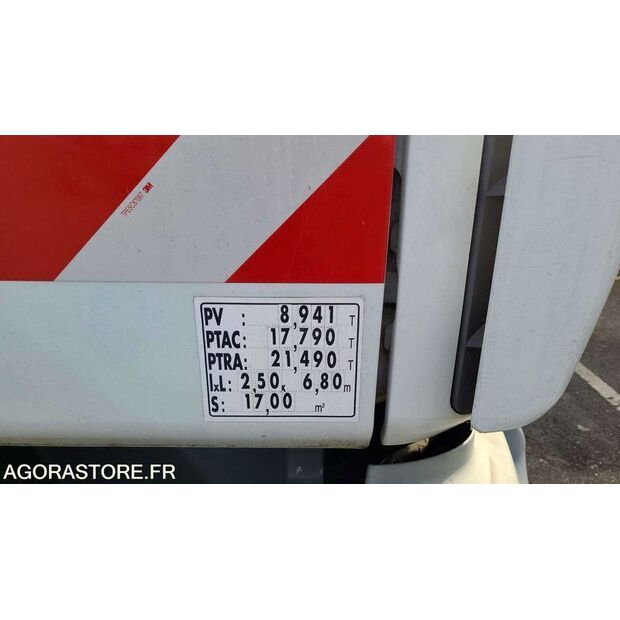 3M
PV : 8,941 T
PTAC: 17,790 T
PTRA: 21,490 T
lxL: 2,50x 6,80m
S: 17,00 m²
AGORASTORE.FR